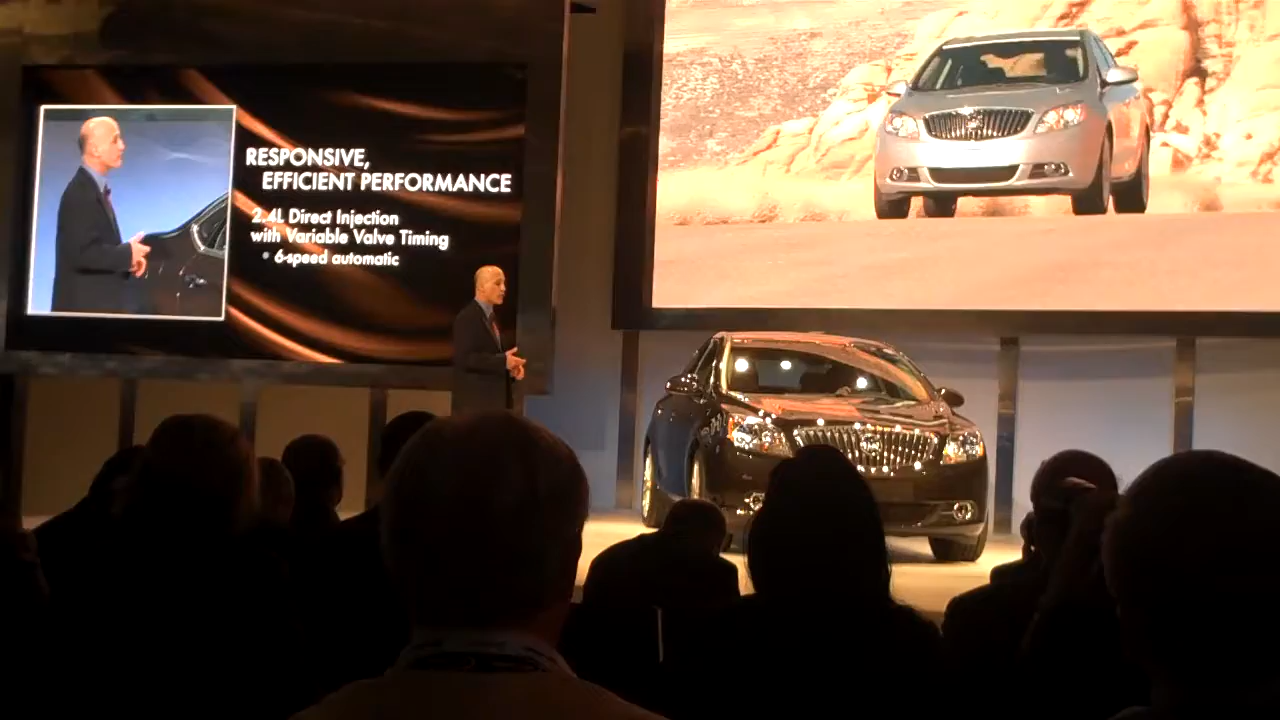 RESPONSIVE,
EFFICIENT PERFORMANCE
2.4L Direct Injection
with Variable Valve Timing
• 6-speed automatic